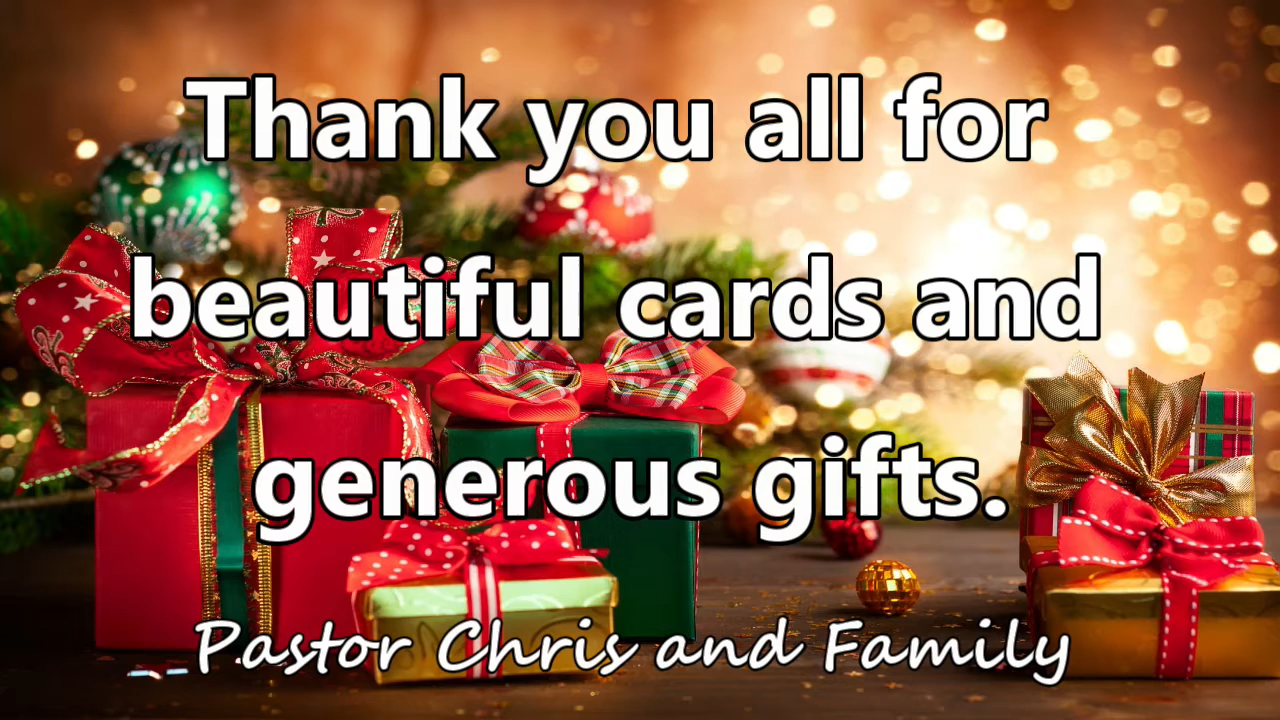 Thank you all for
beautiful cards and
generous gifts.
Pastor Chris and Family